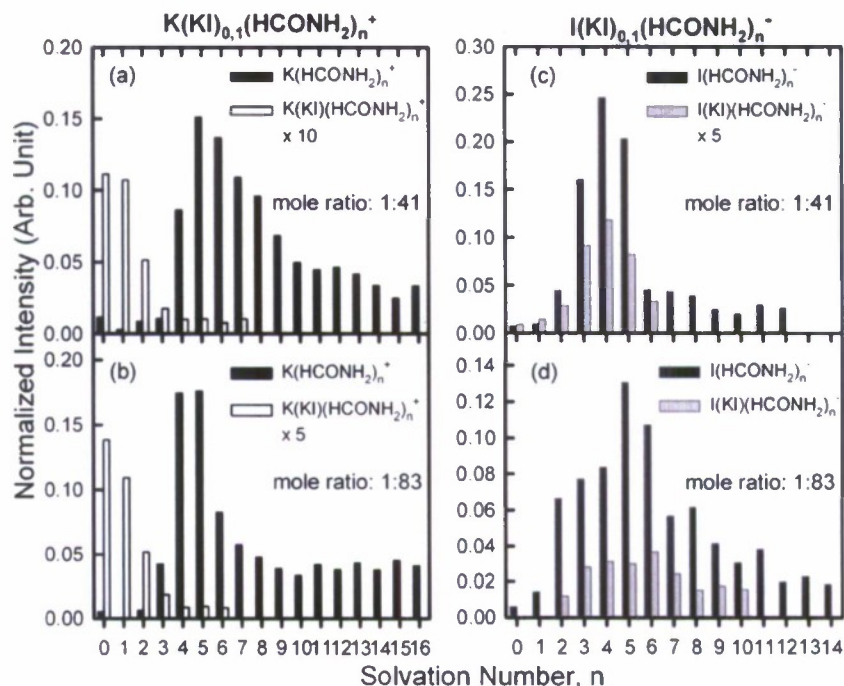 K(KI)0,1(HCONH2)n+
I(KI)0,1(HCONH2)n-
Normalized Intensity (Arb. Unit)
0.20
0.15
0.10
0.05
0.00
(a)
K(HCONH2)n+
K(KI)(HCONH2)n+
x 10
mole ratio: 1:41
0.30
0.25
0.20
0.15
0.10
0.05
0.00
(c)
I(HCONH2)n-
I(KI)(HCONH2)n-
x 5
mole ratio: 1:41
0.20
0.15
0.10
0.05
0.00
(b)
K(HCONH2)n+
K(KI)(HCONH2)n+
x 5
mole ratio: 1:83
0 1 2 3 4 5 6 7 8 9 10 11 12 13 14 15 16
0.14
0.12
0.10
0.08
0.06
0.04
0.02
0.00
(d)
I(HCONH2)n-
I(KI)(HCONH2)n-
mole ratio: 1:83
0 1 2 3 4 5 6 7 8 9 10 11 12 13 14
Solvation Number, n